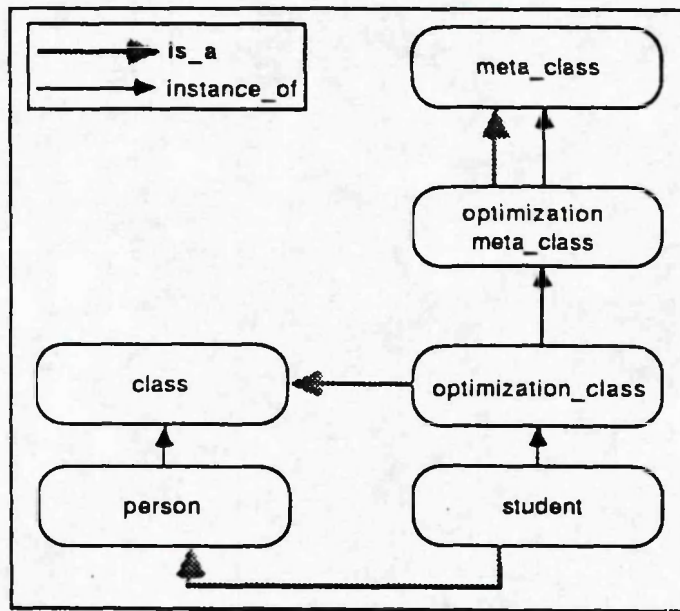 is_a
instance_of
meta_class
optimization
meta_class
class
optimization_class
person
student